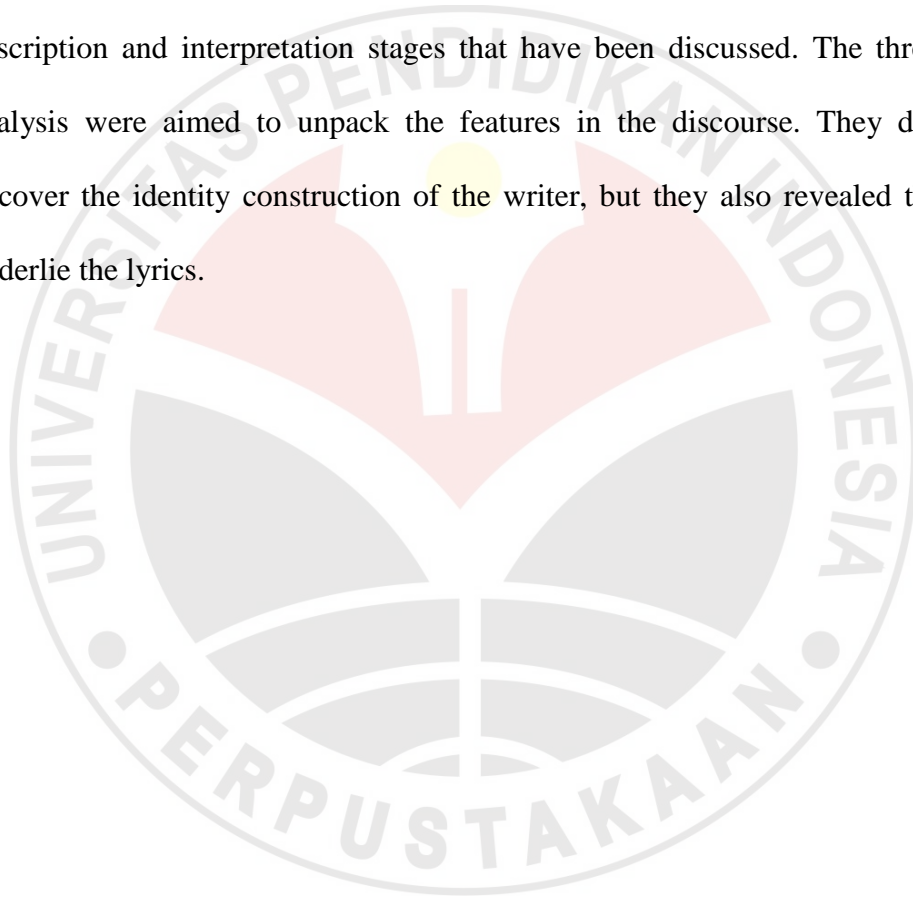 scription and interpretation stages that have been discussed. The thr
alysis were aimed to unpack the features in the discourse. They d
cover the identity construction of the writer, but they also revealed t
derlie the lyrics.
UNIVERSITAS PENDIDIKAN INDONESIA
PERPUSTAKAAN